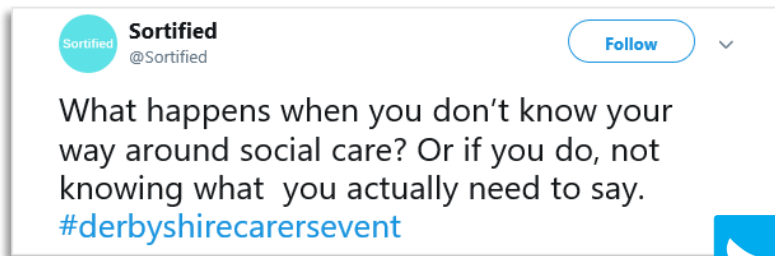 Sortified
Sortified
@Sortified
Follow
What happens when you don’t know your
way around social care? Or if you do, not
knowing what  you actually need to say.
#derbyshirecarersevent